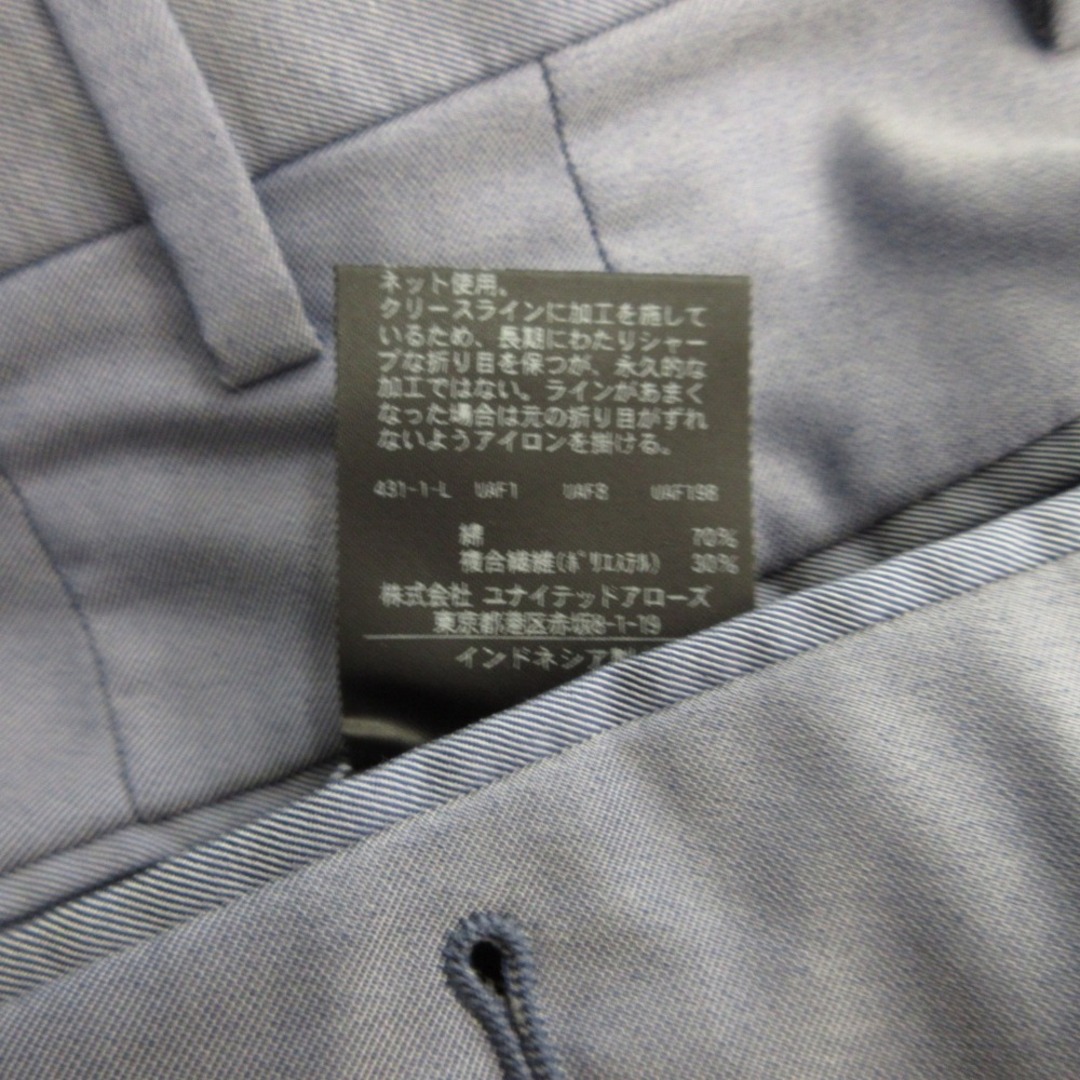 ネット使用。
クリースラインに加工を施して
いるため、長期にわたりシャー
プな折り目を保つが、永久的な
加工ではない。ラインがあまく
なった場合は元の折り目がずれ
ないようアイロンを掛ける。
431-1-L UAF1 UAF3 UAF198
綿 70%
複合繊維(ポリエステル) 30%
株式会社 ユナイテッドアローズ
東京都港区赤坂8-1-19
インドネシア製